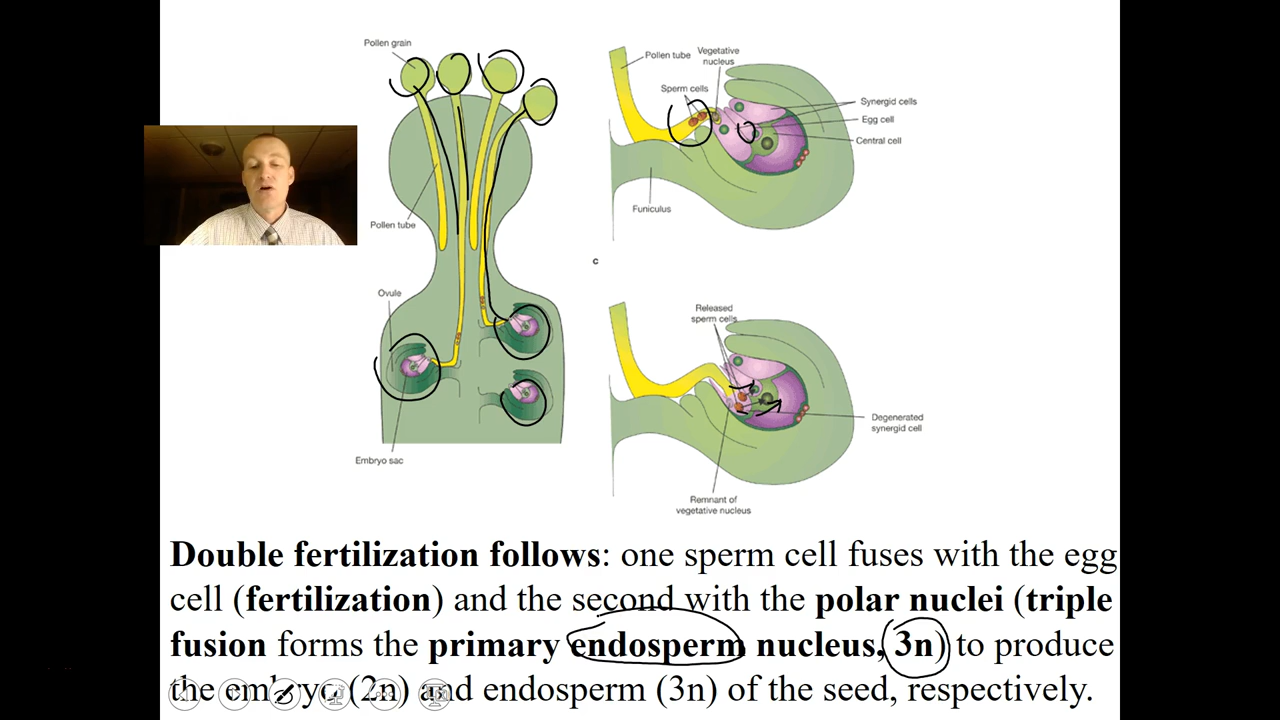 Pollen grain
Pollen tube
Ovule
Embryo sac
Pollen tube
Vegetative
nucleus
Sperm cells
Synergid cells
Egg cell
Central cell
Funiculus
c
Released
sperm cells
Degenerated
synergid cell
Remnant of
vegetative nucleus
Double fertilization follows: one sperm cell fuses with the egg
cell (fertilization) and the second with the polar nuclei (triple
fusion forms the primary endosperm nucleus, 3n) to produce
the embryo (2n) and endosperm (3n) of the seed, respectively.